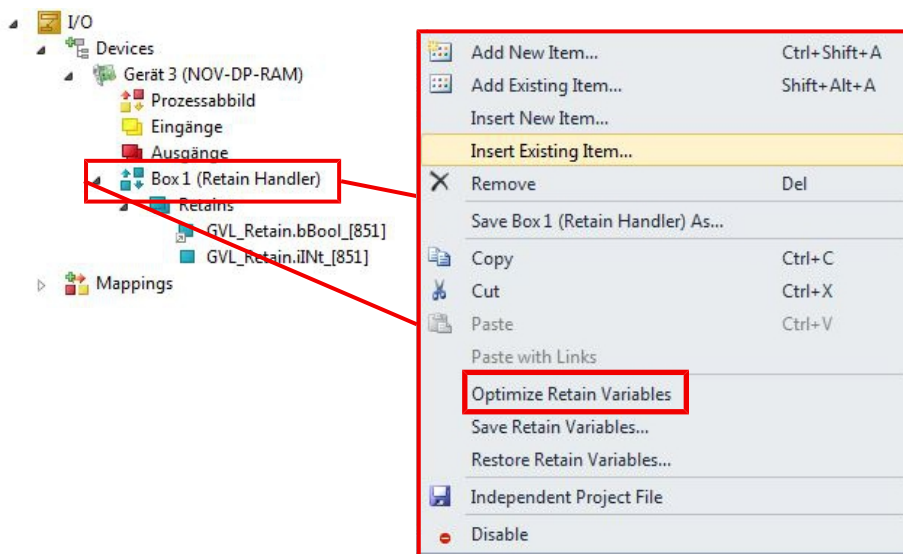 I/O
Devices
Gerät 3 (NOV-DP-RAM)
Prozessabbild
Eingänge
Ausgänge
Box 1 (Retain Handler)
Retains
GVL_Retain.bBool_[851]
GVL_Retain.iINt_[851]
Mappings
Add New Item... Ctrl+Shift+A
Add Existing Item... Shift+Alt+A
Insert New Item...
Insert Existing Item...
Remove Del
Save Box 1 (Retain Handler) As...
Copy Ctrl+C
Cut Ctrl+X
Paste Ctrl+V
Paste with Links
Optimize Retain Variables
Save Retain Variables...
Restore Retain Variables...
Independent Project File
Disable